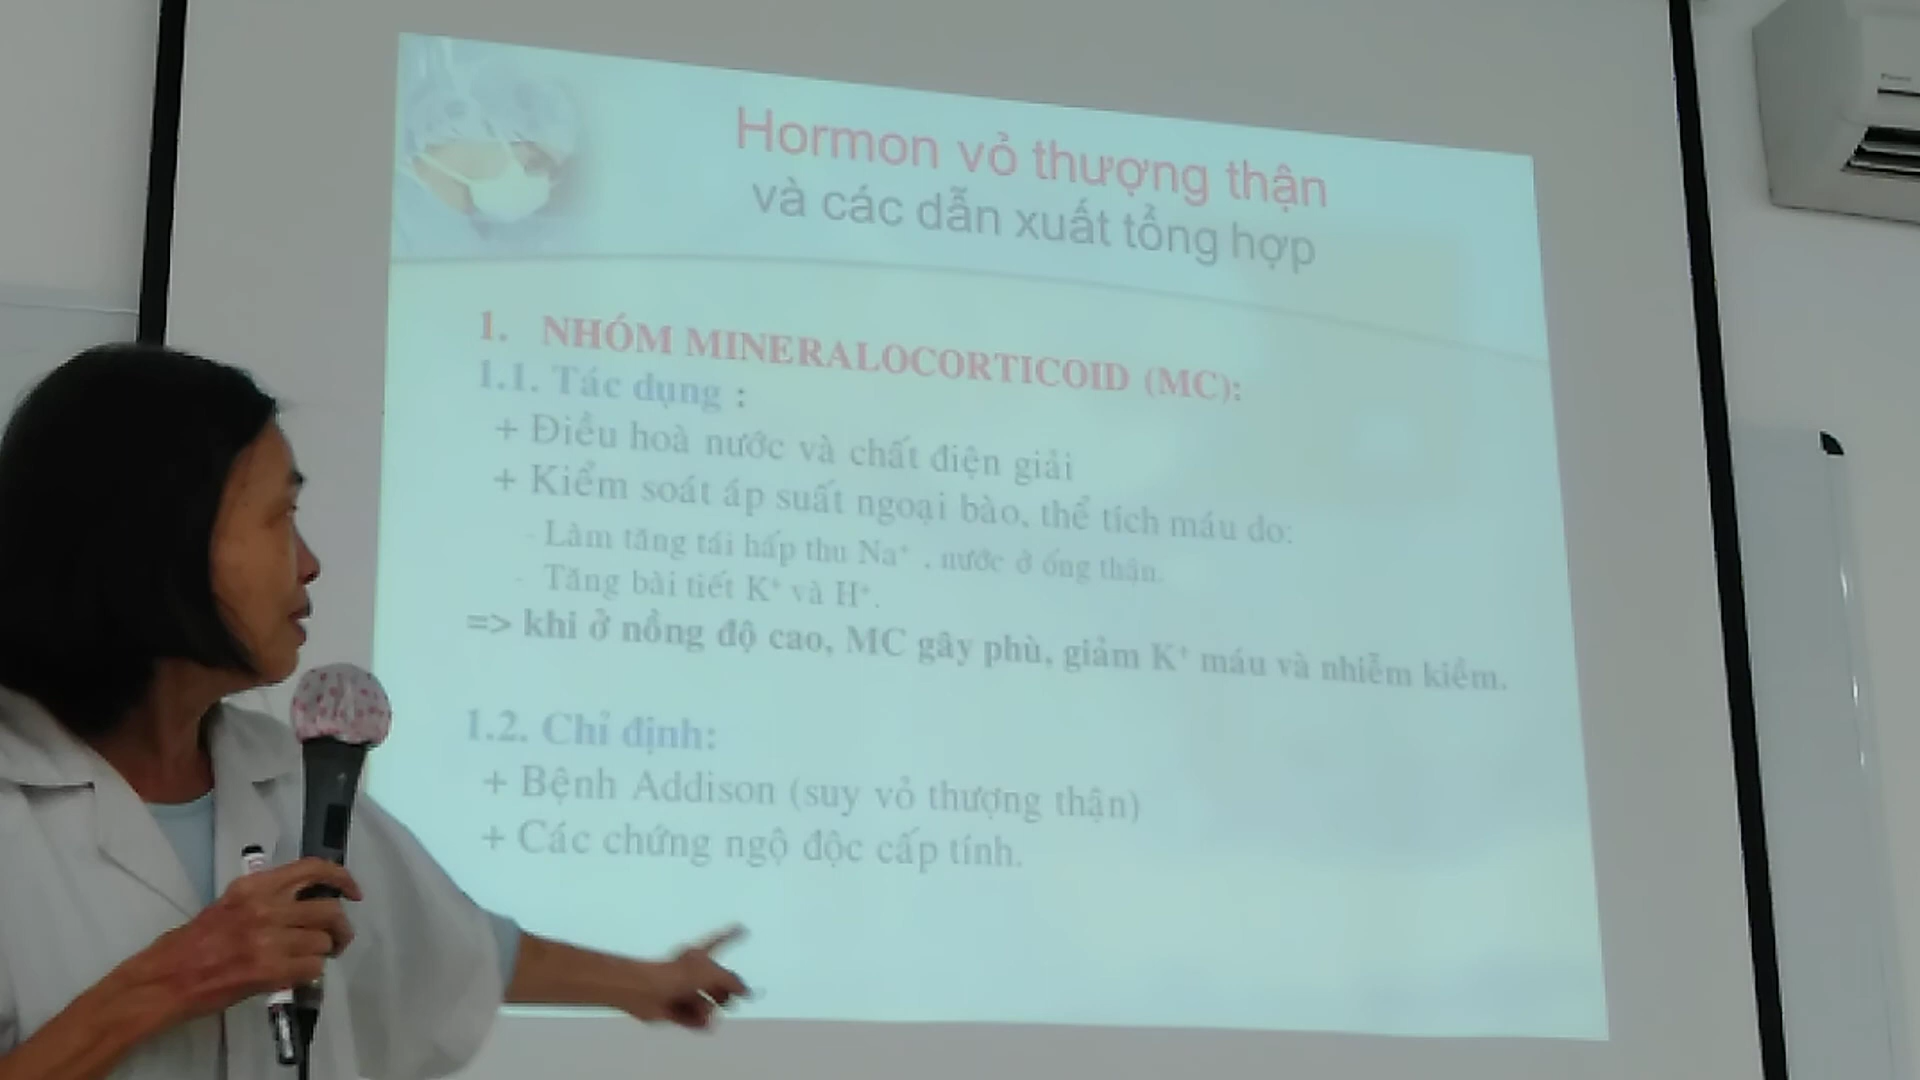 Hormon vỏ thượng thận
và các dẫn xuất tổng hợp
1. NHÓM MINERALOCORTICOID (MC):
1.1. Tác dụng :
+ Điều hoà nước và chất điện giải
+ Kiểm soát áp suất ngoại bào, thể tích máu do:
- Làm tăng tái hấp thu Na⁺ , nước ở ống thận.
- Tăng bài tiết K⁺ và H⁺.
=> khi ở nồng độ cao, MC gây phù, giảm K⁺ máu và nhiễm kiềm.
1.2. Chỉ định:
+ Bệnh Addison (suy vỏ thượng thận)
+ Các chứng ngộ độc cấp tính.